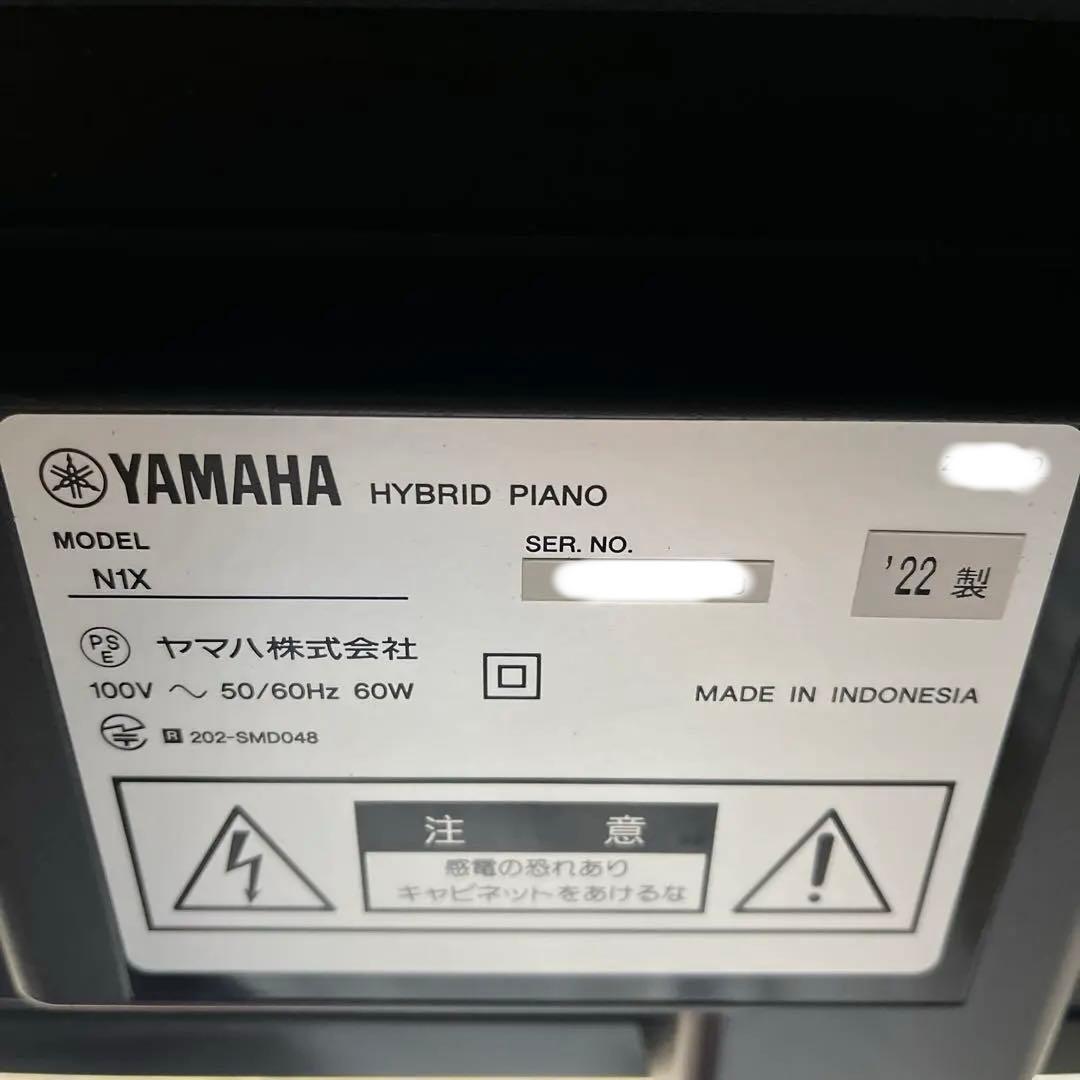 YAMAHA HYBRID PIANO
MODEL
N1X
SER. NO.
'22 製
PSE ヤマハ株式会社
100V ～ 50/60Hz 60W
MADE IN INDONESIA
R 202-SMD048
注 意
感電の恐れあり
キャビネットをあけるな